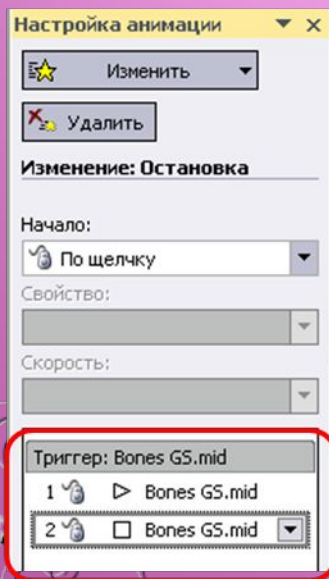 Настройка анимации
Изменить
Удалить
Изменение: Остановка
Начало:
По щелчку
Свойство:
Скорость:
Триггер: Bones GS.mid
1 Bones GS.mid
2 Bones GS.mid